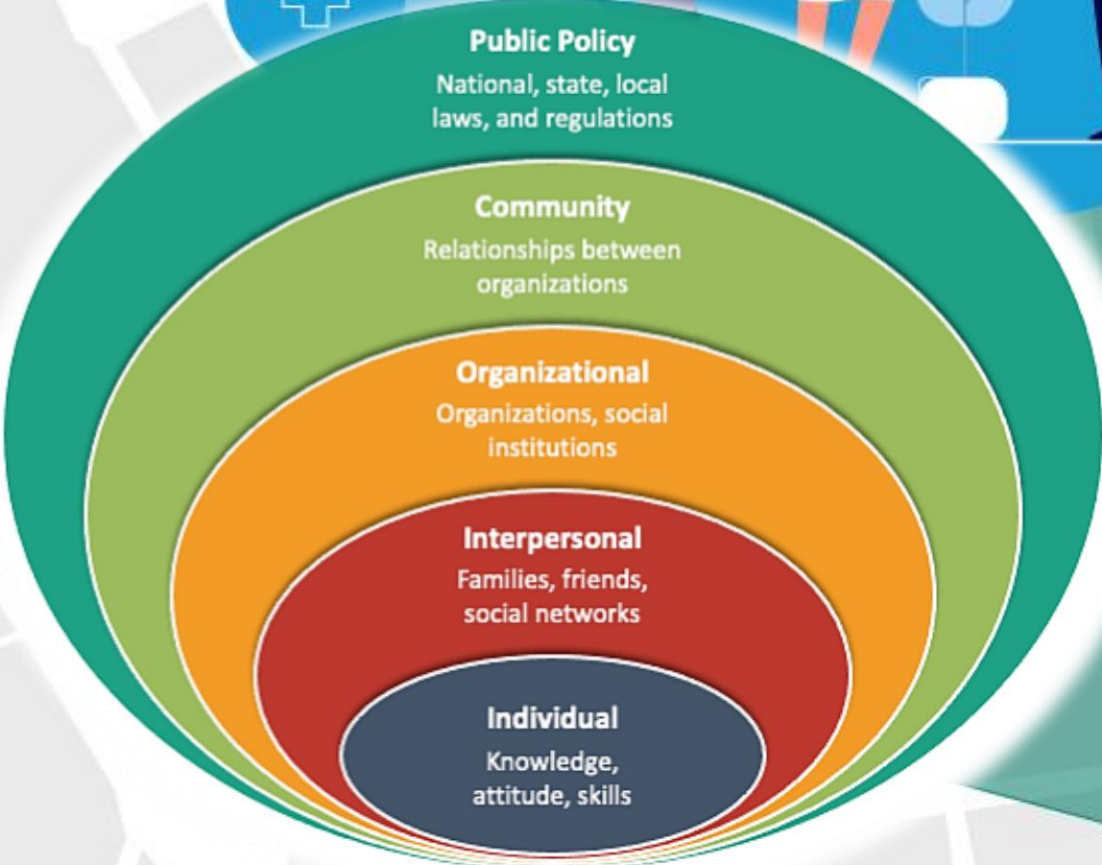 Public Policy
National, state, local
laws, and regulations
Community
Relationships between
organizations
Organizational
Organizations, social
institutions
Interpersonal
Families, friends,
social networks
Individual
Knowledge,
attitude, skills